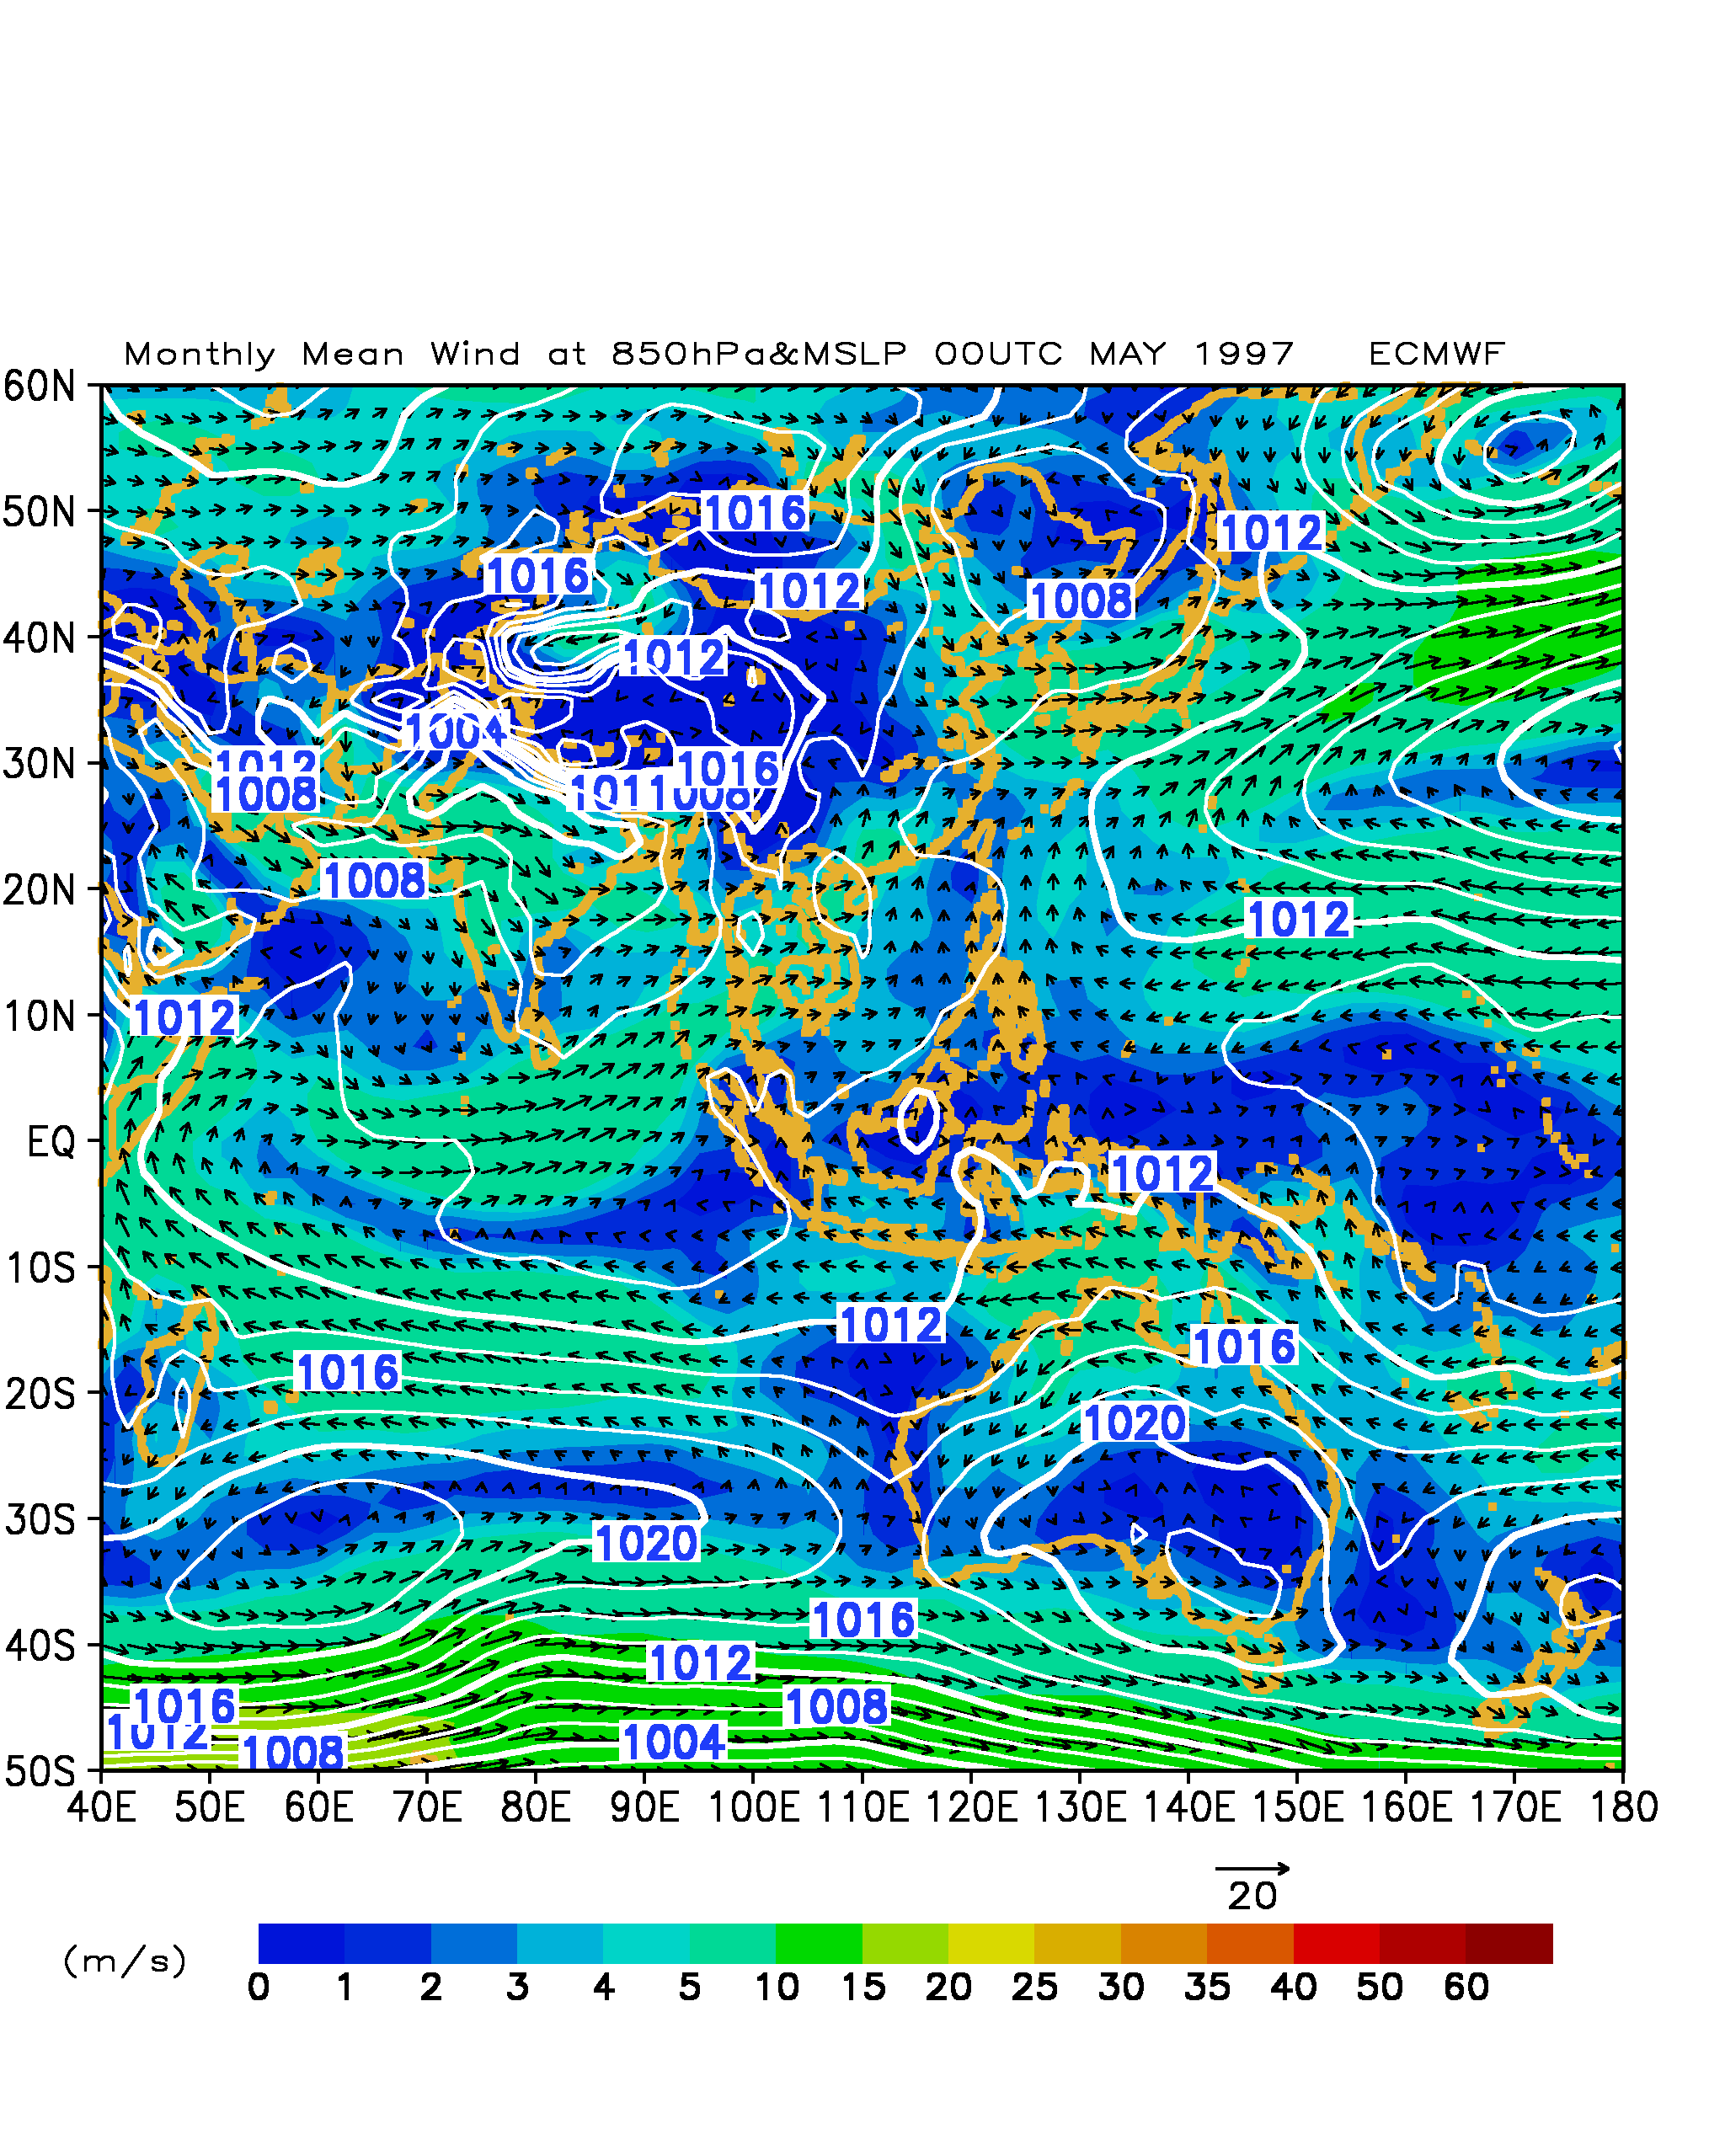 Monthly Mean Wind at 850hPa&MSLP 00UTC MAY 1997 ECMWF
60N
50N
40N
30N
20N
10N
EQ
10S
20S
30S
40S
50S
1016
1012
1016
1012
1008
1012
1004
1012
1016
1008
1008
1008
1012
1012
1012
1012
1016
1016
1020
1020
1016
1012
1016
1008
1012
1004
1008
40E 50E 60E 70E 80E 90E 100E 110E 120E 130E 140E 150E 160E 170E 180
20
(m/s)
0 1 2 3 4 5 10 15 20 25 30 35 40 50 60